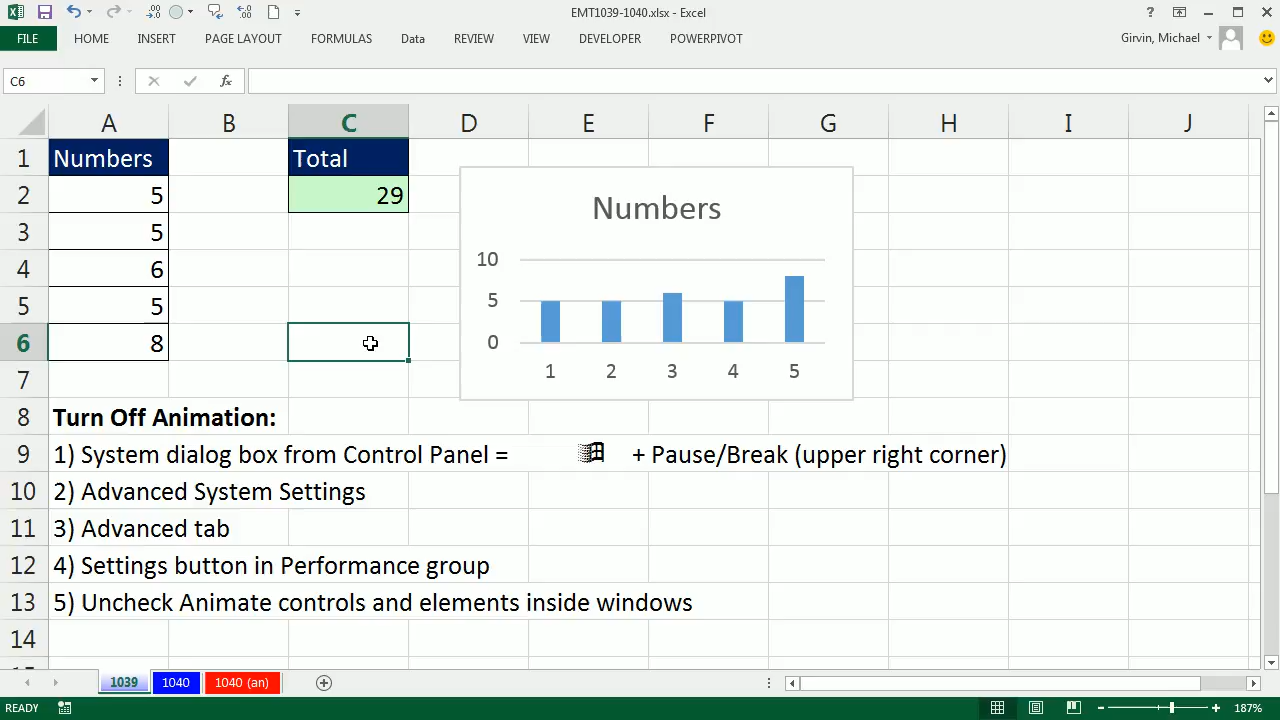 EMT1039-1040.xlsx - Excel
FILE HOME INSERT PAGE LAYOUT FORMULAS Data REVIEW VIEW DEVELOPER POWERPIVOT Girvin, Michael
C6
A B C D E F G H I J
1 Numbers Total
2 5 29
3 5
4 6
5 5
6 8
Numbers
10
5
0
1 2 3 4 5
7
8 Turn Off Animation:
9 1) System dialog box from Control Panel = + Pause/Break (upper right corner)
10 2) Advanced System Settings
11 3) Advanced tab
12 4) Settings button in Performance group
13 5) Uncheck Animate controls and elements inside windows
14
1039 1040 1040 (an)
READY 187%